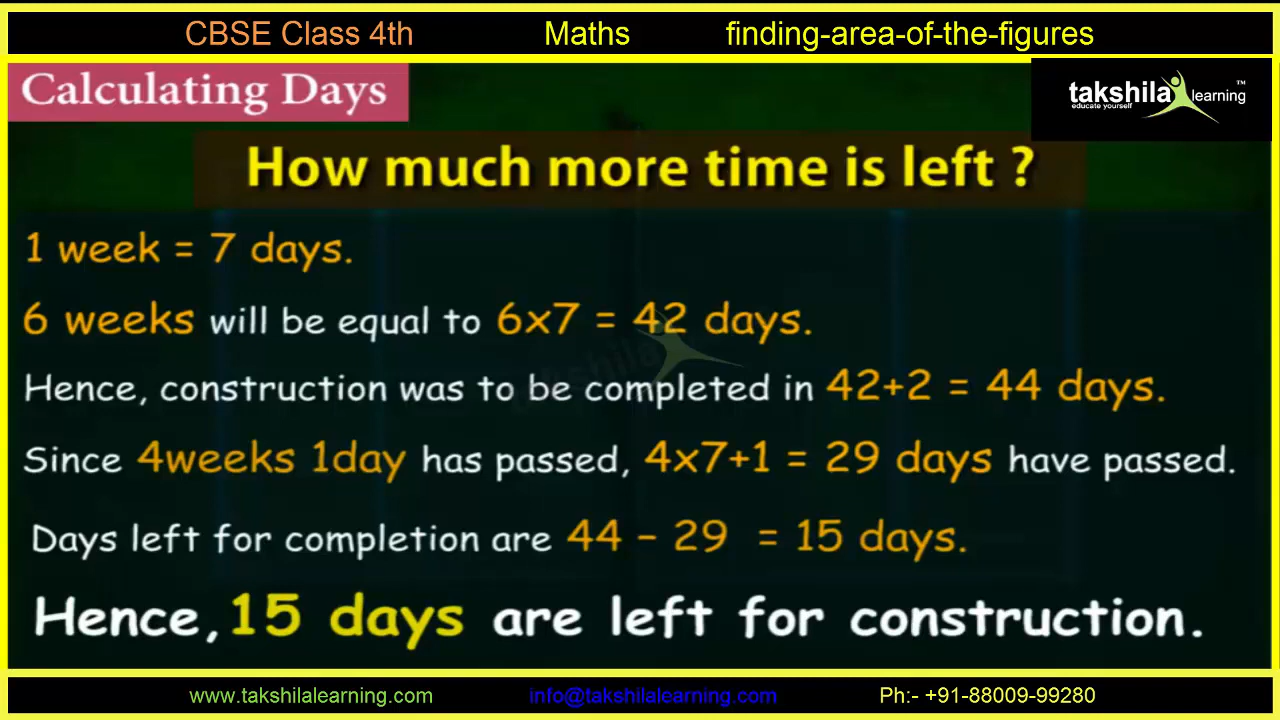 CBSE Class 4th Maths finding-area-of-the-figures
Calculating Days
takshila learning ™
educate yourself
How much more time is left ?
1 week = 7 days.
6 weeks will be equal to 6x7 = 42 days.
takshila
Hence, construction was to be completed in 42+2 = 44 days.
Since 4weeks 1day has passed, 4x7+1 = 29 days have passed.
Days left for completion are 44 – 29 = 15 days.
Hence, 15 days are left for construction.
www.takshilalearning.com info@takshilalearning.com Ph:- +91-88009-99280